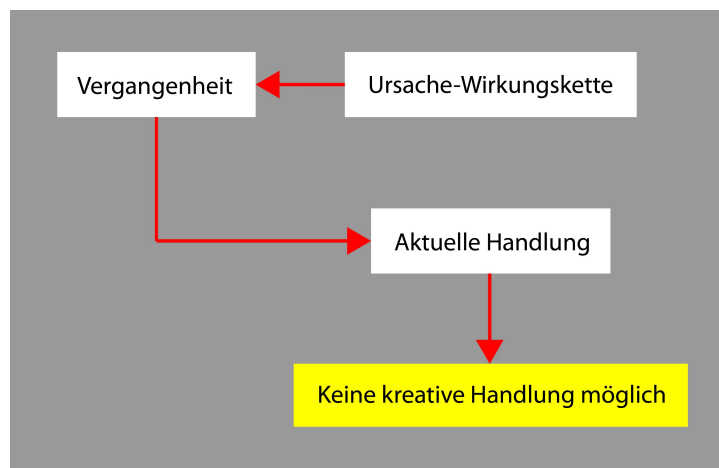 Vergangenheit
Ursache-Wirkungskette
Aktuelle Handlung
Keine kreative Handlung möglich